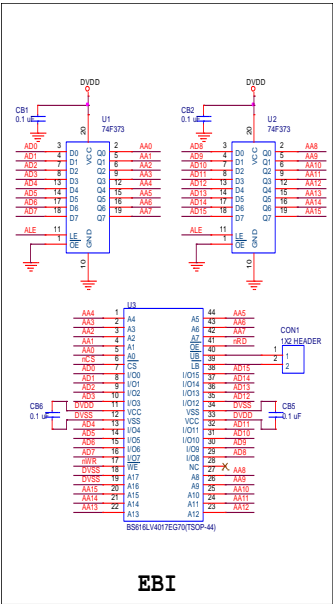 DVDD DVDD
CB1 U1 CB2 U2
0.1 uF 74F373 0.1 uF 74F373
20 VCC 20 VCC
AD0 3 D0 Q0 2 AA0 AD8 3 D0 Q0 2 AA8
AD1 4 D1 Q1 5 AA1 AD9 4 D1 Q1 5 AA9
AD2 7 D2 Q2 6 AA2 AD10 7 D2 Q2 6 AA10
AD3 8 D3 Q3 9 AA3 AD11 8 D3 Q3 9 AA11
AD4 13 D4 Q4 12 AA4 AD12 13 D4 Q4 12 AA12
AD5 14 D5 Q5 15 AA5 AD13 14 D5 Q5 15 AA13
AD6 17 D6 Q6 16 AA6 AD14 17 D6 Q6 16 AA14
AD7 18 D7 Q7 19 AA7 AD15 18 D7 Q7 19 AA15
ALE 11 LE ALE 11 LE
1 OE GND 1 OE GND
10 10
U3
AA4 1 A4 A5 44 AA5
AA3 2 A3 A6 43 AA6
AA2 3 A2 A7 42 AA7
AA1 4 A1 OE 41 nRD
AA0 5 A0 UB 40
nCS 6 CS LB 39
CON1
1X2 HEADER
1 1
2 2
AD0 7 I/O0 I/O15 38 AD15
AD1 8 I/O1 I/O14 37 AD14
AD2 9 I/O2 I/O13 36 AD13
AD3 10 I/O3 I/O12 35 AD12
CB6 DVDD 11 VCC VSS 34 DVSS CB5
0.1 uF DVSS 12 VSS VCC 33 DVDD 0.1 uF
AD4 13 I/O4 I/O11 32 AD11
AD5 14 I/O5 I/O10 31 AD10
AD6 15 I/O6 I/O9 30 AD9
AD7 16 I/O7 I/O8 29 AD8
nWR 17 WE NC 28
DVSS 18 A17 A8 27 AA8
DVSS 19 A16 A9 26 AA9
AA15 20 A15 A10 25 AA10
AA14 21 A14 A11 24 AA11
AA13 22 A13 A12 23 AA12
BS616LV4017EG70(TSOP-44)
EBI